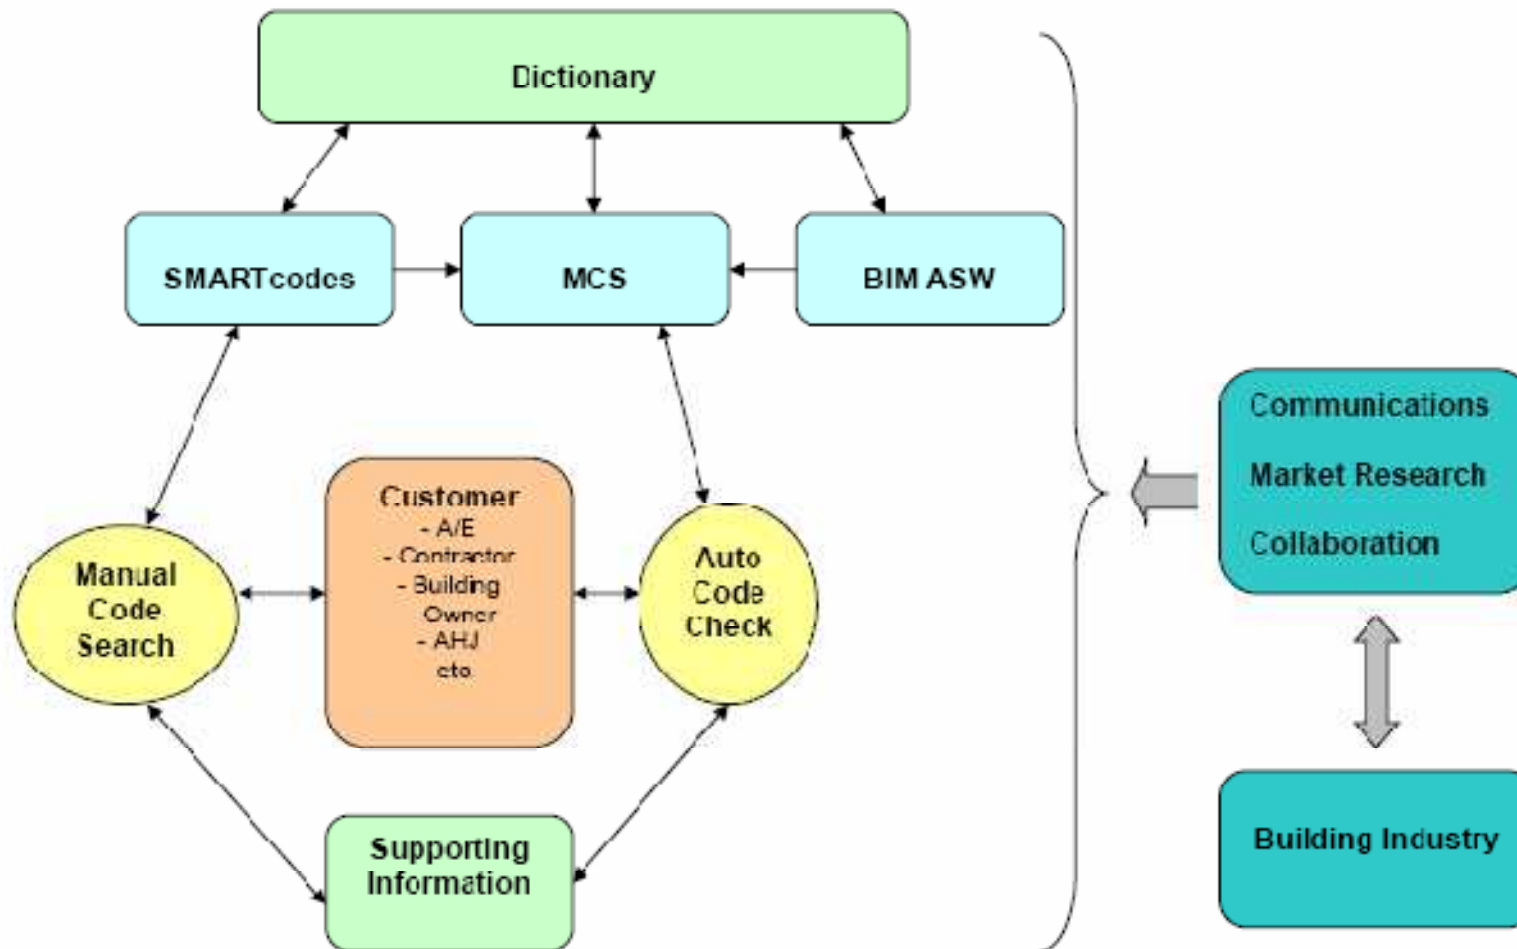 Dictionary
SMARTcodes
MCS
BIM ASW
Customer
- A/E
- Contractor
- Building
Owner
- AHJ
etc
Manual
Code
Search
Auto
Code
Check
Supporting
Information
Communications
Market Research
Collaboration
Building Industry